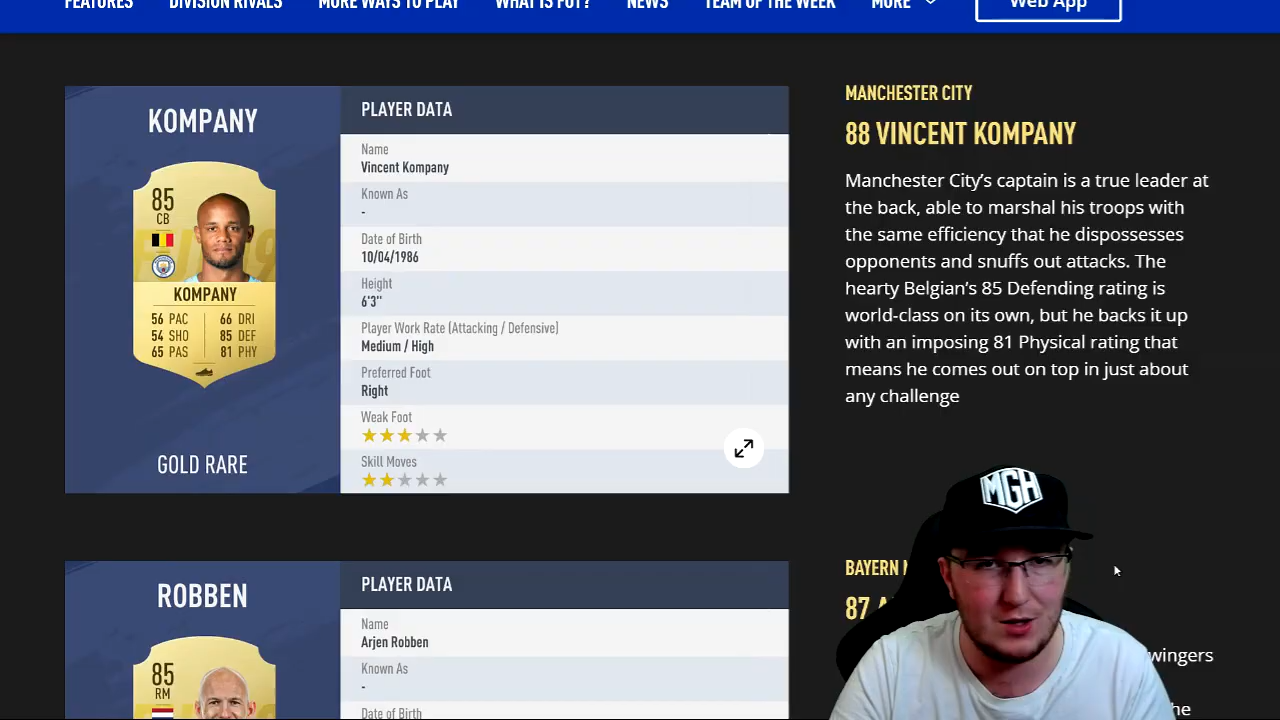 FEATURES DIVISION RIVALS MORE WAYS TO PLAY WHAT IS FUT? NEWS TEAM OF THE WEEK MORE Web App
KOMPANY
85
CB
KOMPANY
56 PAC 66 DRI
54 SHO 85 DEF
65 PAS 81 PHY
GOLD RARE
PLAYER DATA
Name
Vincent Kompany
Known As
-
Date of Birth
10/04/1986
Height
6'3"
Player Work Rate (Attacking / Defensive)
Medium / High
Preferred Foot
Right
Weak Foot
Skill Moves
MANCHESTER CITY
88 VINCENT KOMPANY
Manchester City’s captain is a true leader at
the back, able to marshal his troops with
the same efficiency that he dispossesses
opponents and snuffs out attacks. The
hearty Belgian’s 85 Defending rating is
world-class on its own, but he backs it up
with an imposing 81 Physical rating that
means he comes out on top in just about
any challenge
MGH
ROBBEN
85
RM
PLAYER DATA
Name
Arjen Robben
Known As
-
Date of Birth
BAYERN
87
wingers
he